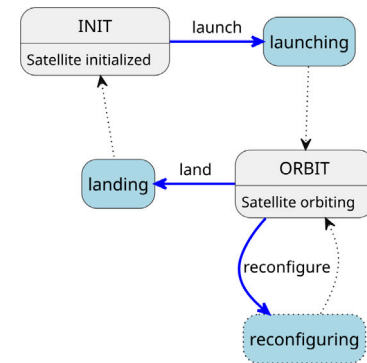 INIT
launch
launching
Satellite initialized
landing
land
ORBIT
Satellite orbiting
reconfigure
reconfiguring